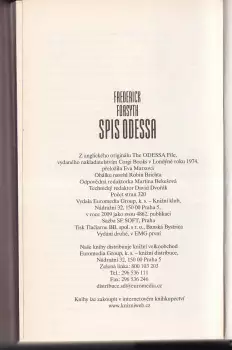 FREDERICK
FORSYTH
SPIS ODESSA
Z anglického originálu The ODESSA File,
vydaného nakladatelstvím Corgi Books v Londýně roku 1974,
přeložila Eva Marxová
Obálku navrhl Robin Brichta
Odpovědná redaktorka Martina Bekešová
Technický redaktor David Dvořák
Počet stran 320
Vydala Euromedia Group, k. s. – Knižní klub,
Nádražní 32, 150 00 Praha 5,
v roce 2009 jako svou 4862. publikaci
Sazba SF SOFT, Praha
Tisk Tlačiarne BB, spol. s r. o., Banská Bystrica
Vydání druhé, v EMG první
Naše knihy distribuuje knižní velkoobchod
Euromedia Group, k. s. – knižní distribuce,
Nádražní 32, 150 00 Praha 5
Zelená linka: 800 103 203
Tel.: 296 536 111
Fax: 296 536 246
distribuce.oll@euromedia.cz
Knihy lze zakoupit v internetovém knihkupectví
www.knizniweb.cz